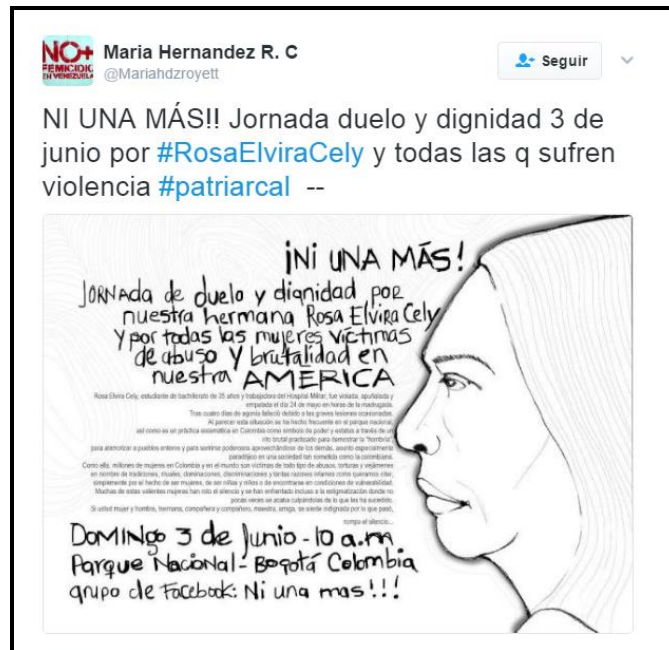 NO+
FEMICIDIOS
EN VENEZUELA
Maria Hernandez R. C
@Mariahdzroyett
Seguir
NI UNA MÁS!! Jornada duelo y dignidad 3 de
junio por #RosaElviraCely y todas las q sufren
violencia #patriarcal --
¡Ni UNA MÁS!
JORNAda de duelo y dignidad por
nuestra hermana Rosa Elvira Cely
Y por todas las mujeres víctimas
de abuso y brutalidad en
nuestra AMERICA
Rosa Elvira Cely, estudiante de bachillerato de 35 años y trabajadora del Hospital Militar, fue violada, apuñalada y
empalada el día 24 de mayo en horas de la madrugada.
Tras cuatro días de agonía falleció debido a las graves lesiones ocasionadas.
Al parecer esta situación se ha hecho frecuente en el parque nacional,
así como es un práctica sistemática en Colombia como símbolo de poder y estatus a través de un
rito brutal practicado para demostrar la "hombría",
para atemorizar a pueblos enteros y para sentirse poderosos aprovechándose de los demás, asunto especialmente
paradójico en una sociedad tan sometida como la colombiana.
Como ella, millones de mujeres en Colombia y en el mundo son víctimas de todo tipo de abusos, torturas y vejámenes
en nombre de tradiciones, rituales, dominaciones, discriminaciones y tantas razones infames como queramos citar,
simplemente por el hecho de ser mujeres, de ser niñas y niños o de encontrarse en condiciones de vulnerabilidad.
Muchas de estas valientes mujeres han roto el silencio y se han enfrentado incluso a la estigmatización donde no
pocas veces se acaba culpándolas de lo que les ha sucedido.
Si usted mujer y hombre, hermana, compañera y compañero, maestra, amiga, se siente indignada por lo que pasó,
rompa el silencio...
DOMINgo 3 de Junio - 10 a.m
Parque Nacional - Bogotá Colombia
grupo de Facebook: Ni una mas!!!